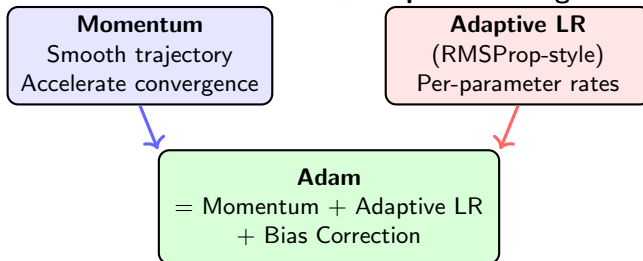 Momentum
Smooth trajectory
Accelerate convergence
Adaptive LR
(RMSProp-style)
Per-parameter rates
Adam
= Momentum + Adaptive LR
+ Bias Correction